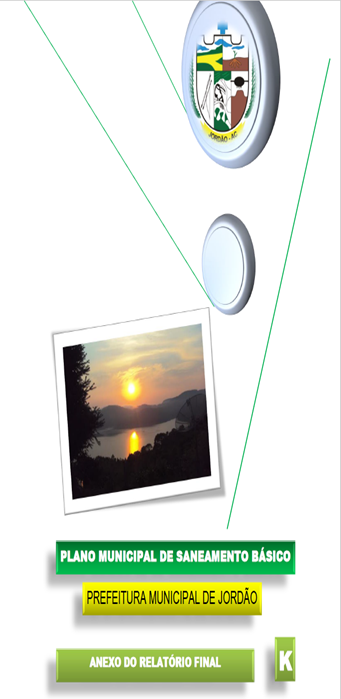 JORDÃO - AC
PLANO MUNICIPAL DE SANEAMENTO BÁSICO
PREFEITURA MUNICIPAL DE JORDÃO
ANEXO DO RELATÓRIO FINAL K